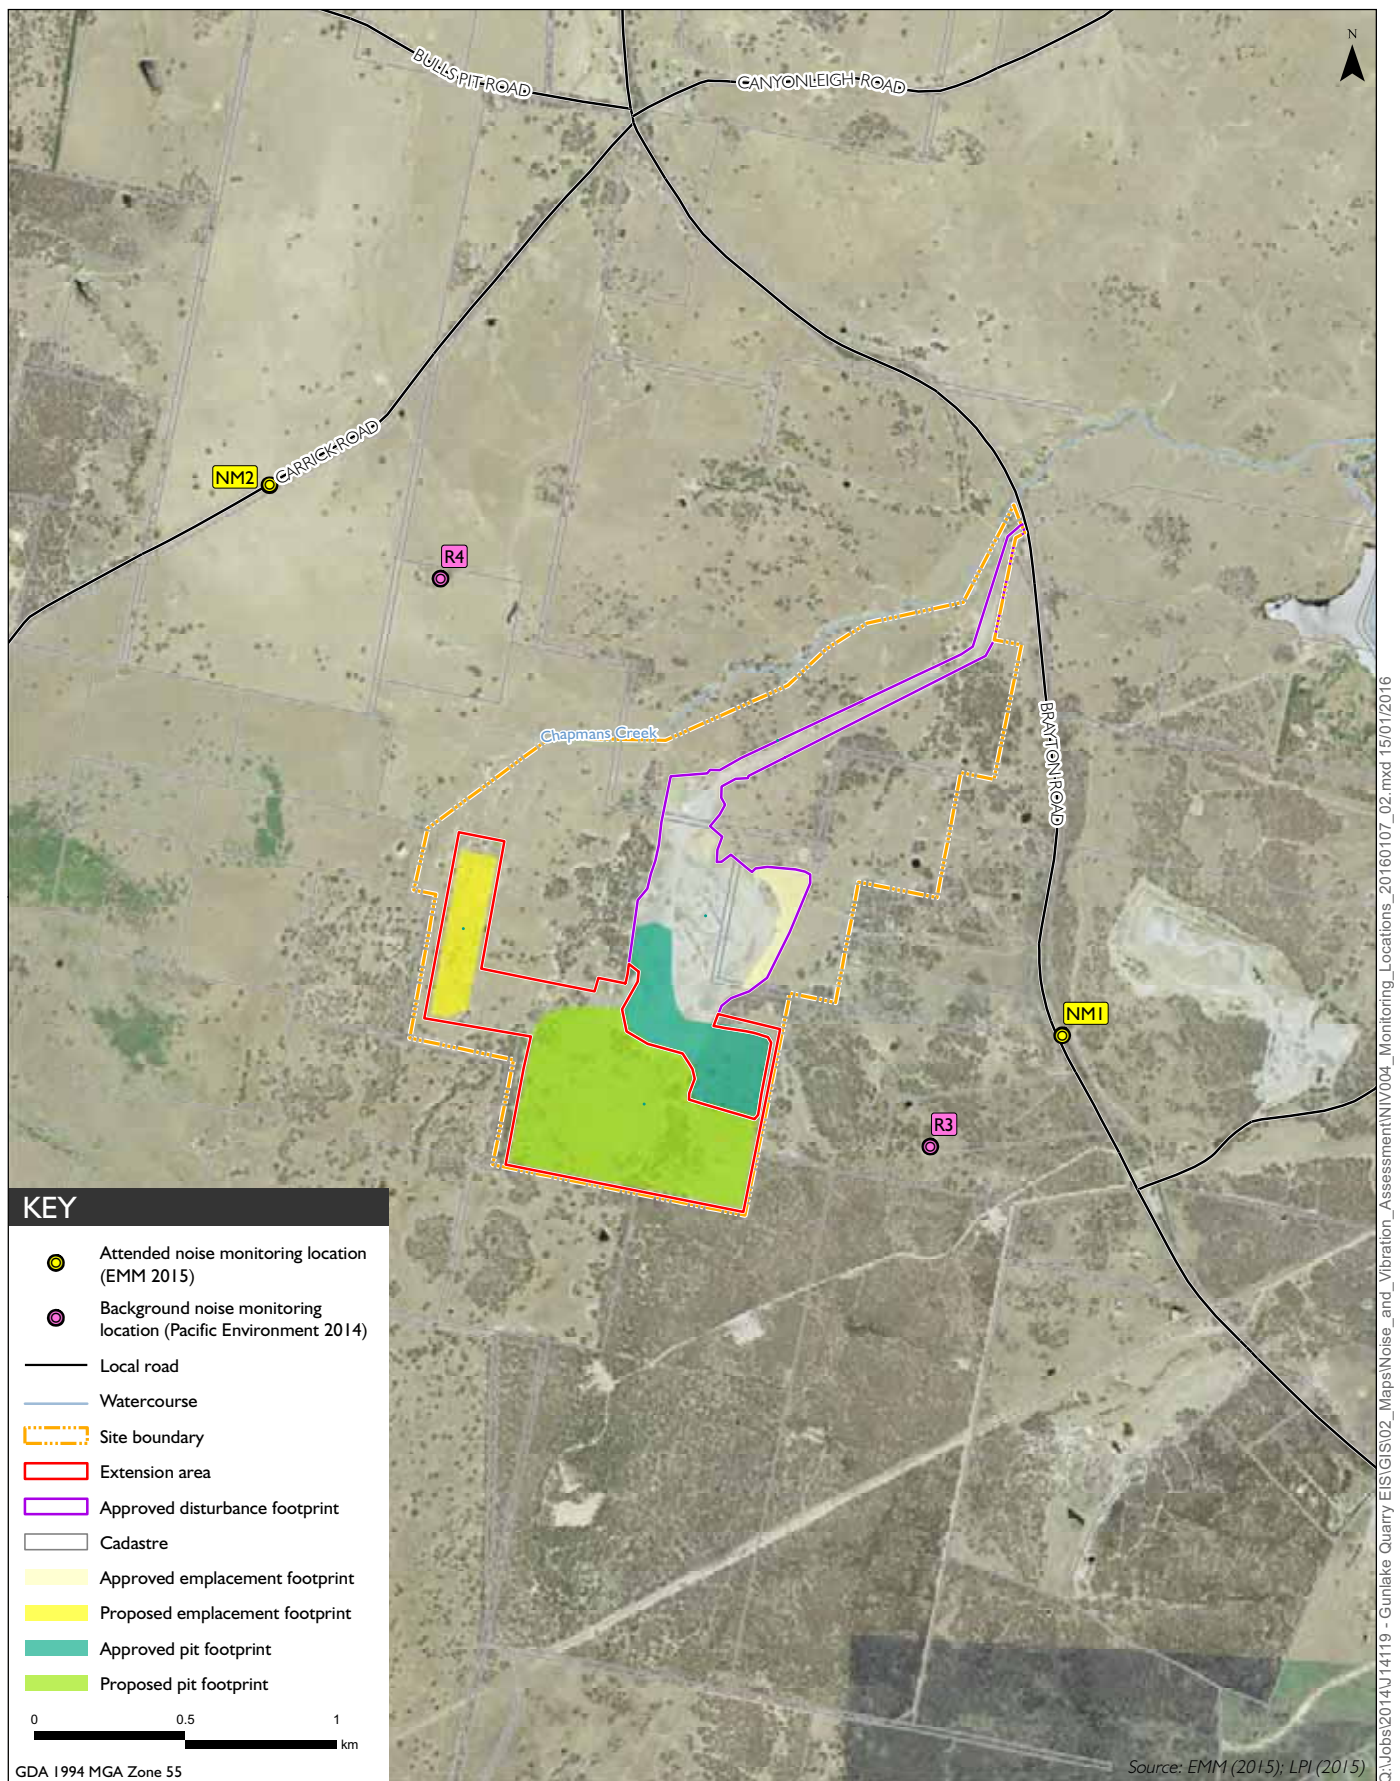 N
BULLS PIT ROAD
CANYONLEIGH ROAD
CARRICK ROAD
NM2
R4
Chapmans Creek
BRAYTON ROAD
NM1
R3
KEY
Attended noise monitoring location
(EMM 2015)
Background noise monitoring
location (Pacific Environment 2014)
Local road
Watercourse
Site boundary
Extension area
Approved disturbance footprint
Cadastre
Approved emplacement footprint
Proposed emplacement footprint
Approved pit footprint
Proposed pit footprint
0 0.5 1
km
GDA 1994 MGA Zone 55
Source: EMM (2015); LPI (2015)
Q:\Jobs\2014\J14119 - Gunlake Quarry EIS\GIS\02_Maps\Noise_and_Vibration_Assessment\NIV004_Monitoring_Locations_20160107_02.mxd 15/01/2016